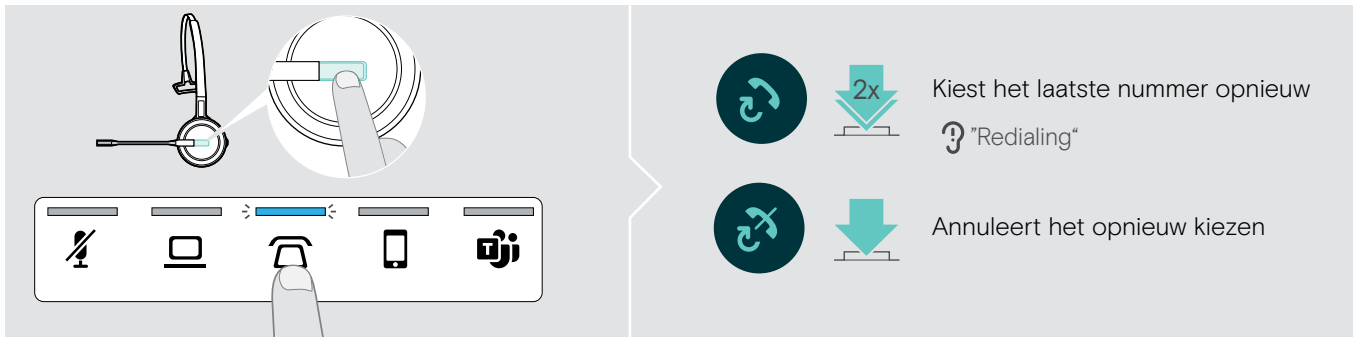 2x
Kiest het laatste nummer opnieuw
"Redialing“
Annuleert het opnieuw kiezen
T